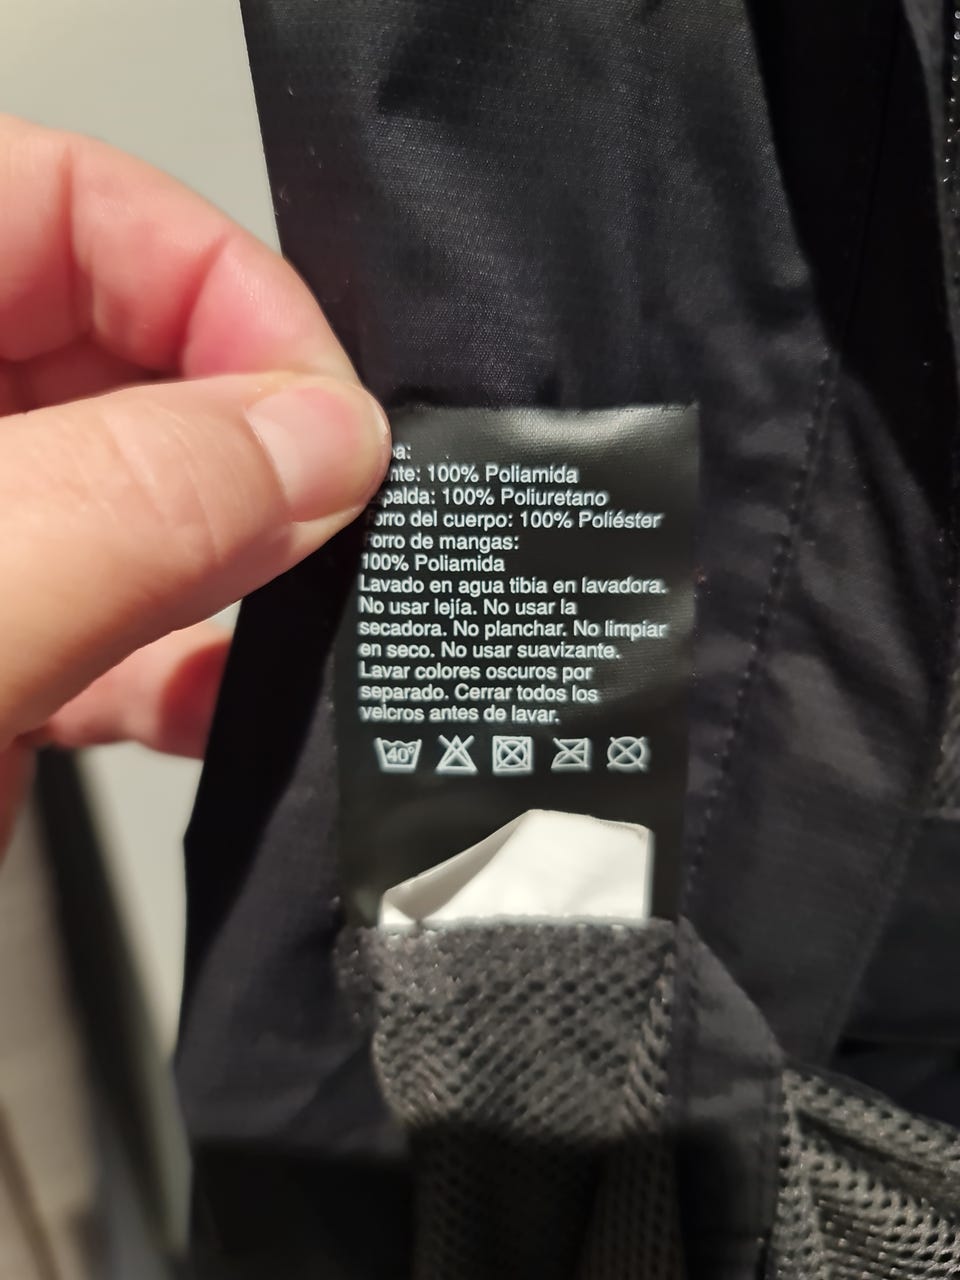 100% Poliamida
100% Poliuretano
Forro del cuerpo: 100% Poliéster
Forro de mangas:
100% Poliamida
Lavado en agua tibia en lavadora.
No usar lejía. No usar la
secadora. No planchar. No limpiar
en seco. No usar suavizante.
Lavar colores oscuros por
separado. Cerrar todos los
velcros antes de lavar.
40°